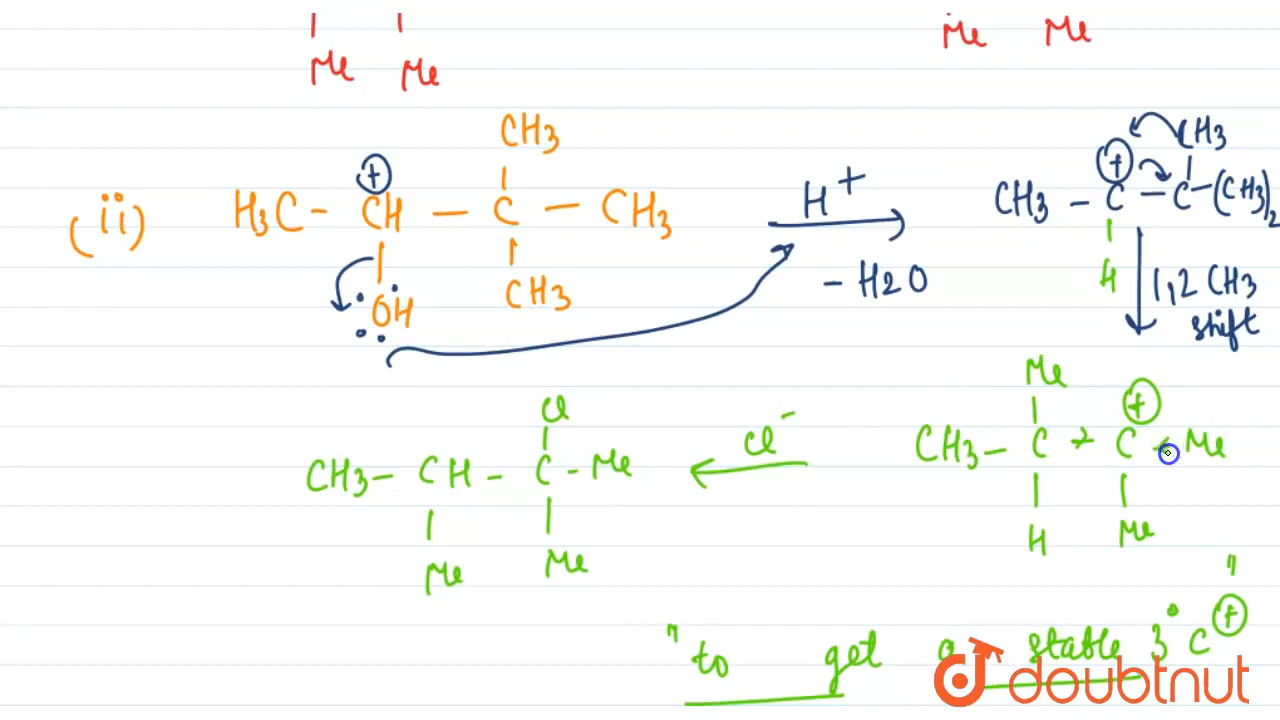 Me Me Me Me
CH3 CH3
(ii) H3C - CH - C - CH3 H+ CH3 - C - C - (CH3)2
+ +
OH CH3 - H2O H 1,2 CH3
shift
Me
Cl Cl- +
CH3 - CH - C - Me CH3 - C - C - Me
Me Me H Me
"to get a stable 3° C+"
doubtnut